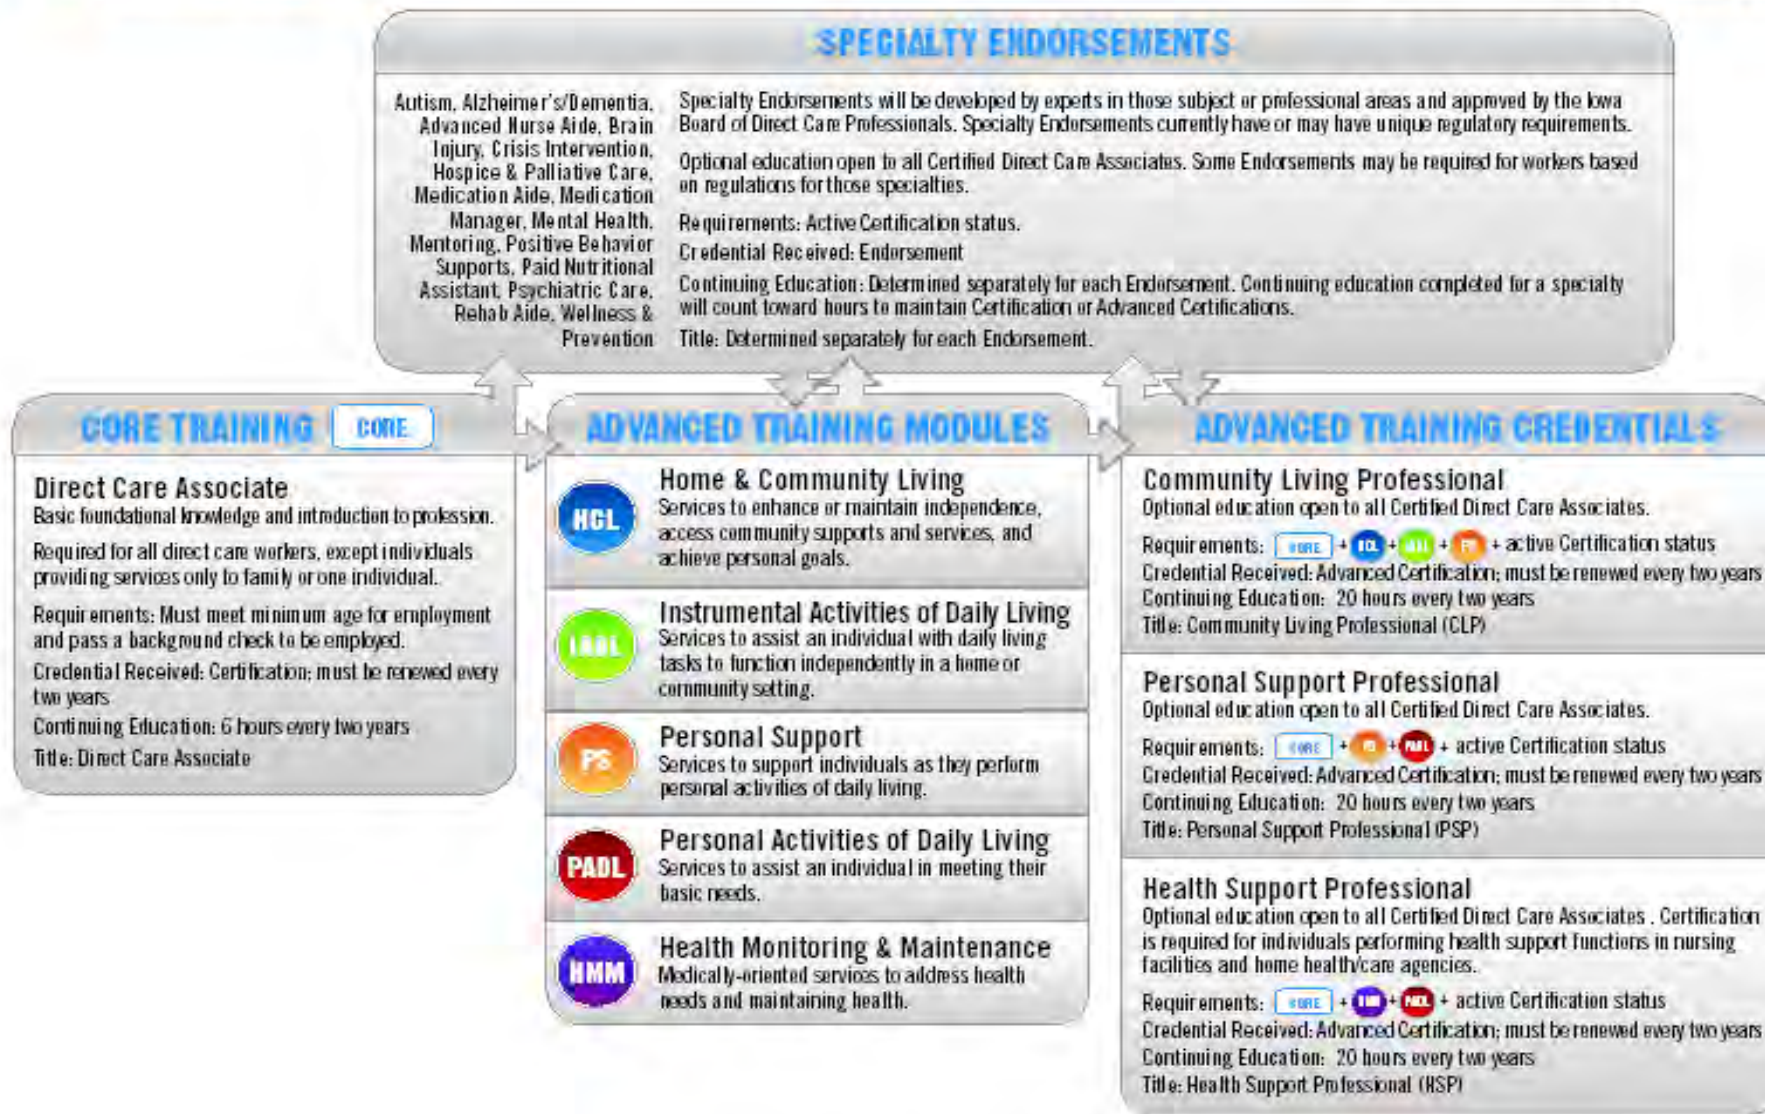 SPECIALTY ENDORSEMENTS
Autism, Alzheimer's/Dementia,
Advanced Nurse Aide, Brain
Injury, Crisis Intervention,
Hospice & Palliative Care,
Medication Aide, Medication
Manager, Mental Health,
Mentoring, Positive Behavior
Supports, Paid Nutritional
Assistant, Psychiatric Care,
Rehab Aide, Wellness &
Prevention
Specialty Endorsements will be developed by experts in those subject or professional areas and approved by the Iowa
Board of Direct Care Professionals. Specialty Endorsements currently have or may have unique regulatory requirements.
Optional education open to all Certified Direct Care Associates. Some Endorsements may be required for workers based
on regulations for those specialties.
Requirements: Active Certification status.
Credential Received: Endorsement
Continuing Education: Determined separately for each Endorsement. Continuing education completed for a specialty
will count toward hours to maintain Certification or Advanced Certifications.
Title: Determined separately for each Endorsement.
CORE TRAINING CORE
Direct Care Associate
Basic foundational knowledge and introduction to profession.
Required for all direct care workers, except individuals
providing services only to family or one individual.
Requirements: Must meet minimum age for employment
and pass a background check to be employed.
Credential Received: Certification; must be renewed every
two years
Continuing Education: 6 hours every two years
Title: Direct Care Associate
ADVANCED TRAINING MODULES
HCL
Home & Community Living
Services to enhance or maintain independence,
access community supports and services, and
achieve personal goals.
IADL
Instrumental Activities of Daily Living
Services to assist an individual with daily living
tasks to function independently in a home or
community setting.
PS
Personal Support
Services to support individuals as they perform
personal activities of daily living.
PADL
Personal Activities of Daily Living
Services to assist an individual in meeting their
basic needs.
HMM
Health Monitoring & Maintenance
Medically-oriented services to address health
needs and maintaining health.
ADVANCED TRAINING CREDENTIALS
Community Living Professional
Optional education open to all Certified Direct Care Associates.
Requirements: CORE + HCL + IADL + PS + active Certification status
Credential Received: Advanced Certification; must be renewed every two years
Continuing Education: 20 hours every two years
Title: Community Living Professional (CLP)
Personal Support Professional
Optional education open to all Certified Direct Care Associates.
Requirements: CORE + PS + PADL + active Certification status
Credential Received: Advanced Certification; must be renewed every two years
Continuing Education: 20 hours every two years
Title: Personal Support Professional (PSP)
Health Support Professional
Optional education open to all Certified Direct Care Associates . Certification
is required for individuals performing health support functions in nursing
facilities and home health/care agencies.
Requirements: CORE + HMM + PADL + active Certification status
Credential Received: Advanced Certification; must be renewed every two years
Continuing Education: 20 hours every two years
Title: Health Support Professional (HSP)